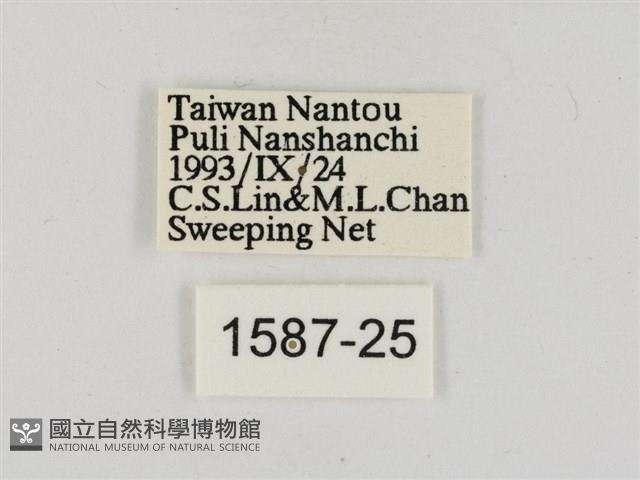 Taiwan Nantou
Puli Nanshanchi
1993/IX/24
C.S.Lin&M.L.Chan
Sweeping Net
1587-25
國立自然科學博物館
NATIONAL MUSEUM OF NATURAL SCIENCE